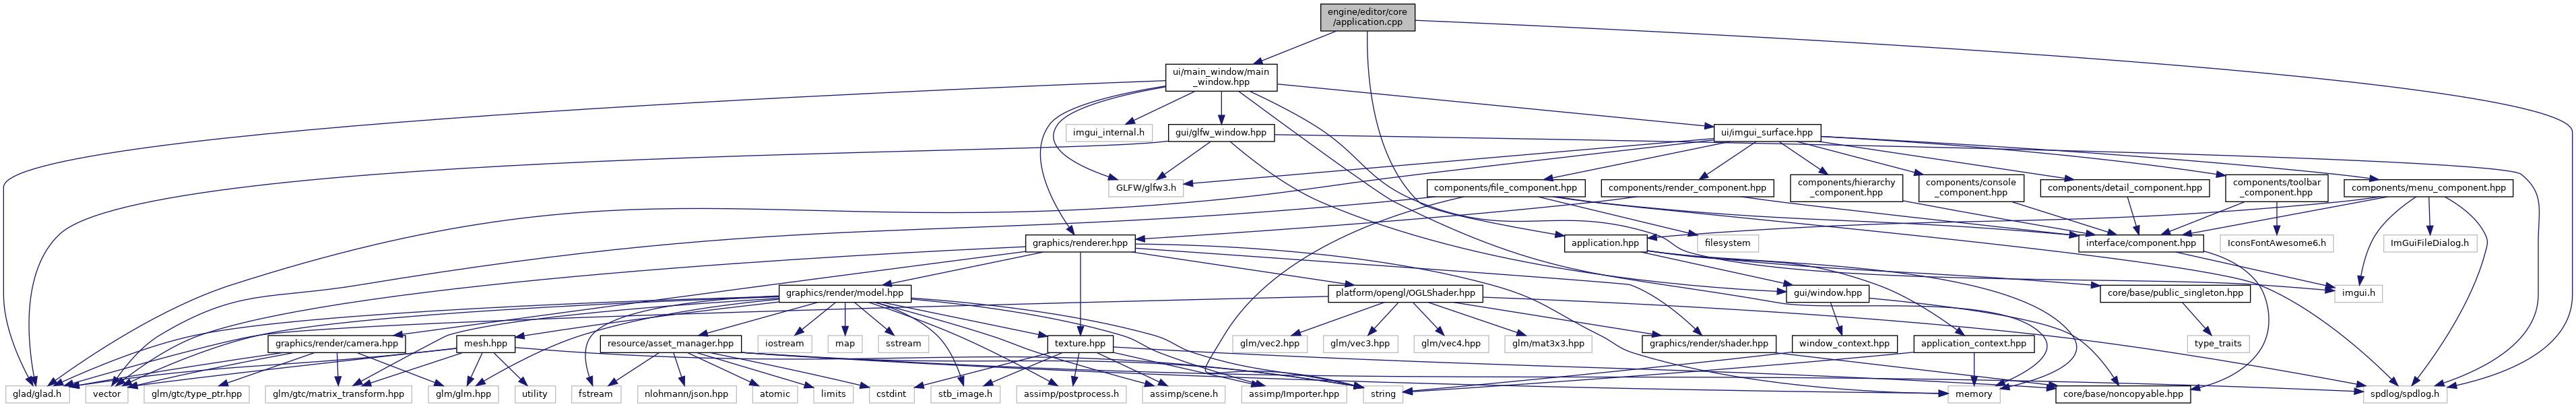 engine/editor/core
/application.cpp
ui/main_window/main
_window.hpp
imgui_internal.h
gui/glfw_window.hpp
ui/imgui_surface.hpp
GLFW/glfw3.h
components/file_component.hpp
components/render_component.hpp
components/hierarchy
_component.hpp
components/console
_component.hpp
components/detail_component.hpp
components/toolbar
_component.hpp
components/menu_component.hpp
graphics/renderer.hpp
application.hpp
filesystem
interface/component.hpp
IconsFontAwesome6.h
ImGuiFileDialog.h
graphics/render/model.hpp
platform/opengl/OGLShader.hpp
gui/window.hpp
core/base/public_singleton.hpp
imgui.h
graphics/render/camera.hpp
mesh.hpp
resource/asset_manager.hpp
iostream
map
sstream
texture.hpp
glm/vec2.hpp
glm/vec3.hpp
glm/vec4.hpp
glm/mat3x3.hpp
graphics/render/shader.hpp
window_context.hpp
application_context.hpp
type_traits
glad/glad.h
vector
glm/gtc/type_ptr.hpp
glm/gtc/matrix_transform.hpp
glm/glm.hpp
utility
fstream
nlohmann/json.hpp
atomic
limits
cstdint
stb_image.h
assimp/postprocess.h
assimp/scene.h
assimp/Importer.hpp
string
memory
core/base/noncopyable.hpp
spdlog/spdlog.h